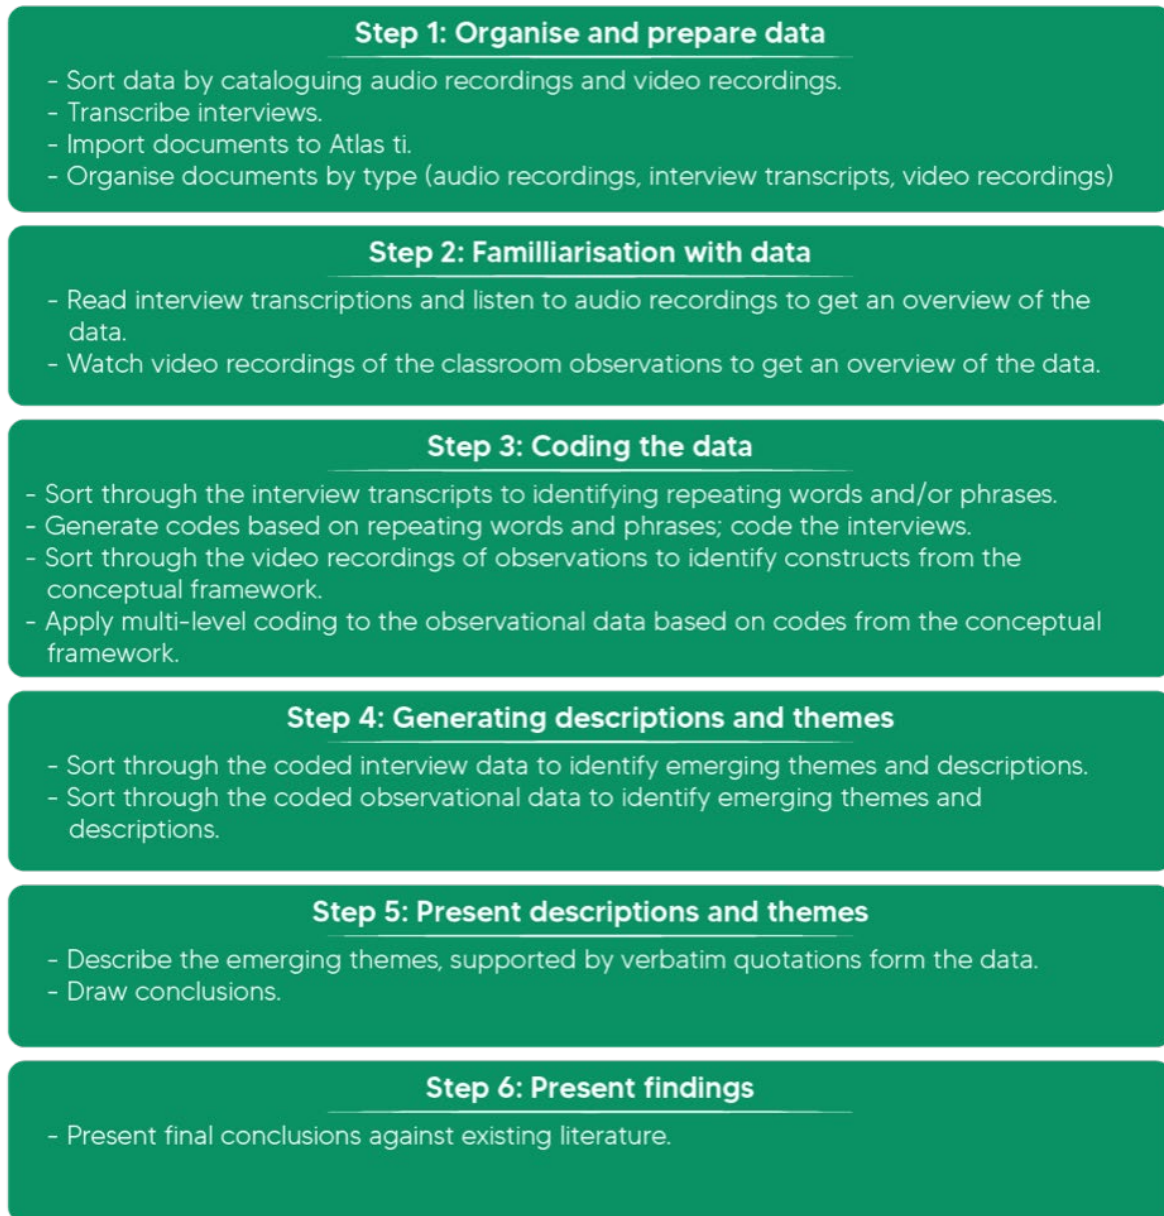 Step 1: Organise and prepare data
- Sort data by cataloguing audio recordings and video recordings.
- Transcribe interviews.
- Import documents to Atlas ti.
- Organise documents by type (audio recordings, interview transcripts, video recordings)
Step 2: Familliarisation with data
- Read interview transcriptions and listen to audio recordings to get an overview of the
data.
- Watch video recordings of the classroom observations to get an overview of the data.
Step 3: Coding the data
- Sort through the interview transcripts to identifying repeating words and/or phrases.
- Generate codes based on repeating words and phrases; code the interviews.
- Sort through the video recordings of observations to identify constructs from the
conceptual framework.
- Apply multi-level coding to the observational data based on codes from the conceptual
framework.
Step 4: Generating descriptions and themes
- Sort through the coded interview data to identify emerging themes and descriptions.
- Sort through the coded observational data to identify emerging themes and
descriptions.
Step 5: Present descriptions and themes
- Describe the emerging themes, supported by verbatim quotations form the data.
- Draw conclusions.
Step 6: Present findings
- Present final conclusions against existing literature.